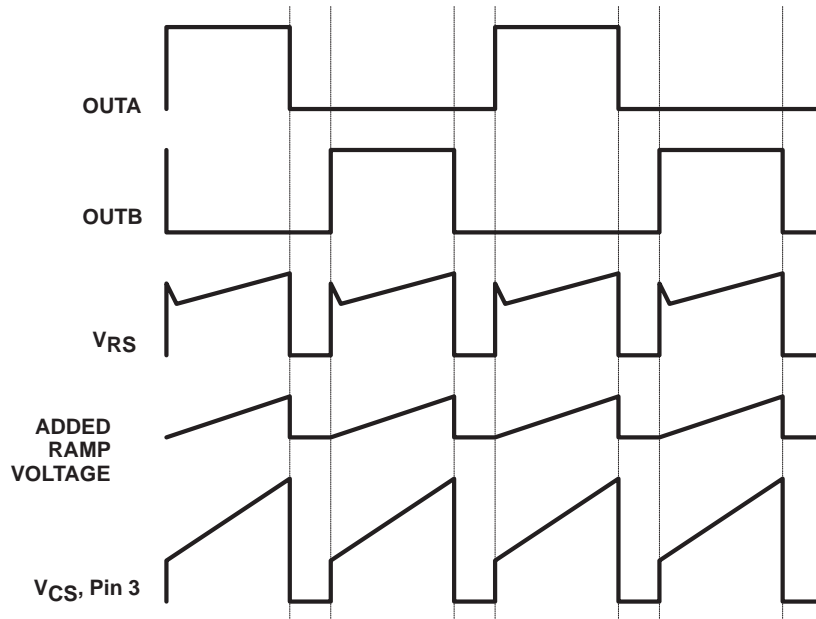 OUTA
OUTB
VRS
ADDED
RAMP
VOLTAGE
VCS, Pin 3